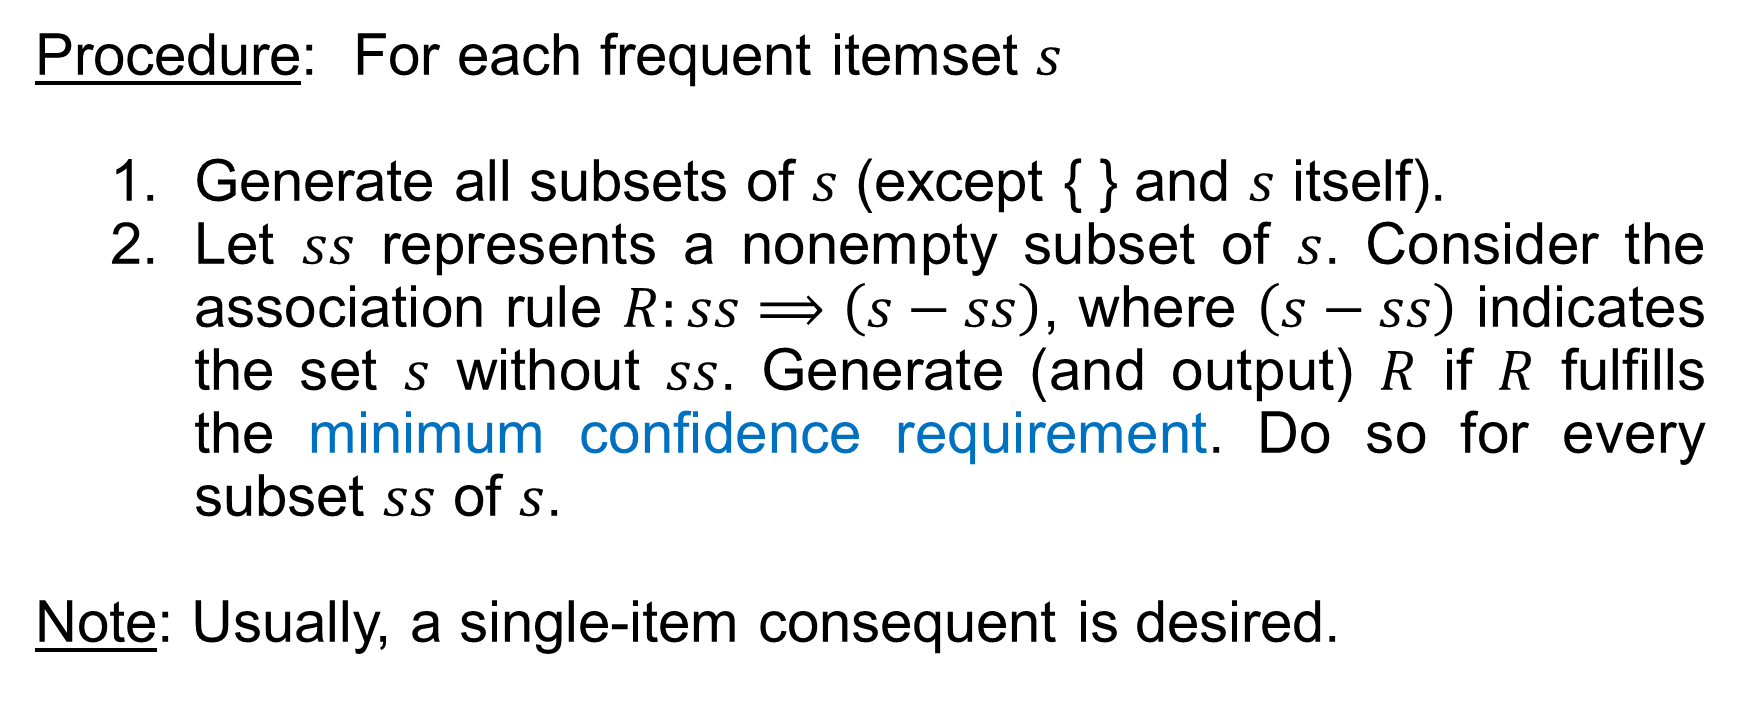 Procedure: For each frequent itemset s
1. Generate all subsets of s (except { } and s itself).
2. Let ss represents a nonempty subset of s. Consider the
association rule R: ss ⟹ (s − ss), where (s − ss) indicates
the set s without ss. Generate (and output) R if R fulfills
the minimum confidence requirement. Do so for every
subset ss of s.
Note: Usually, a single-item consequent is desired.